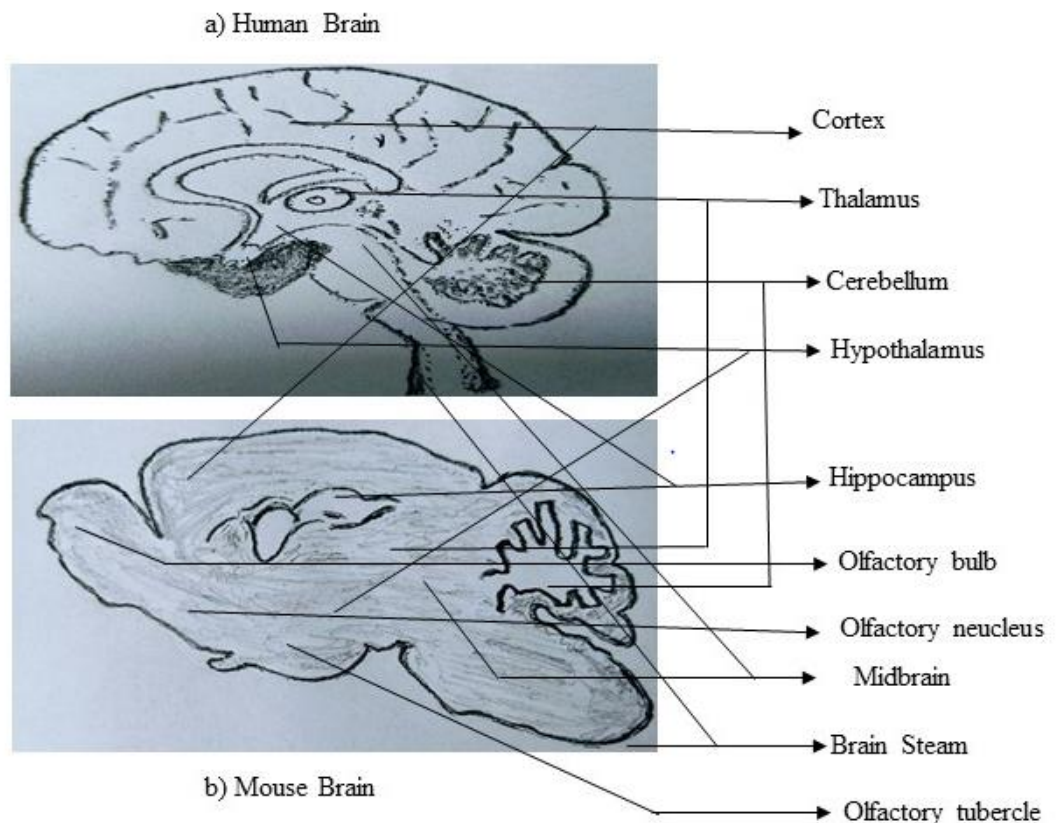 a) Human Brain
Cortex
Thalamus
Cerebellum
Hypothalamus
Hippocampus
Olfactory bulb
Olfactory neucleus
Midbrain
Brain Steam
b) Mouse Brain
Olfactory tubercle